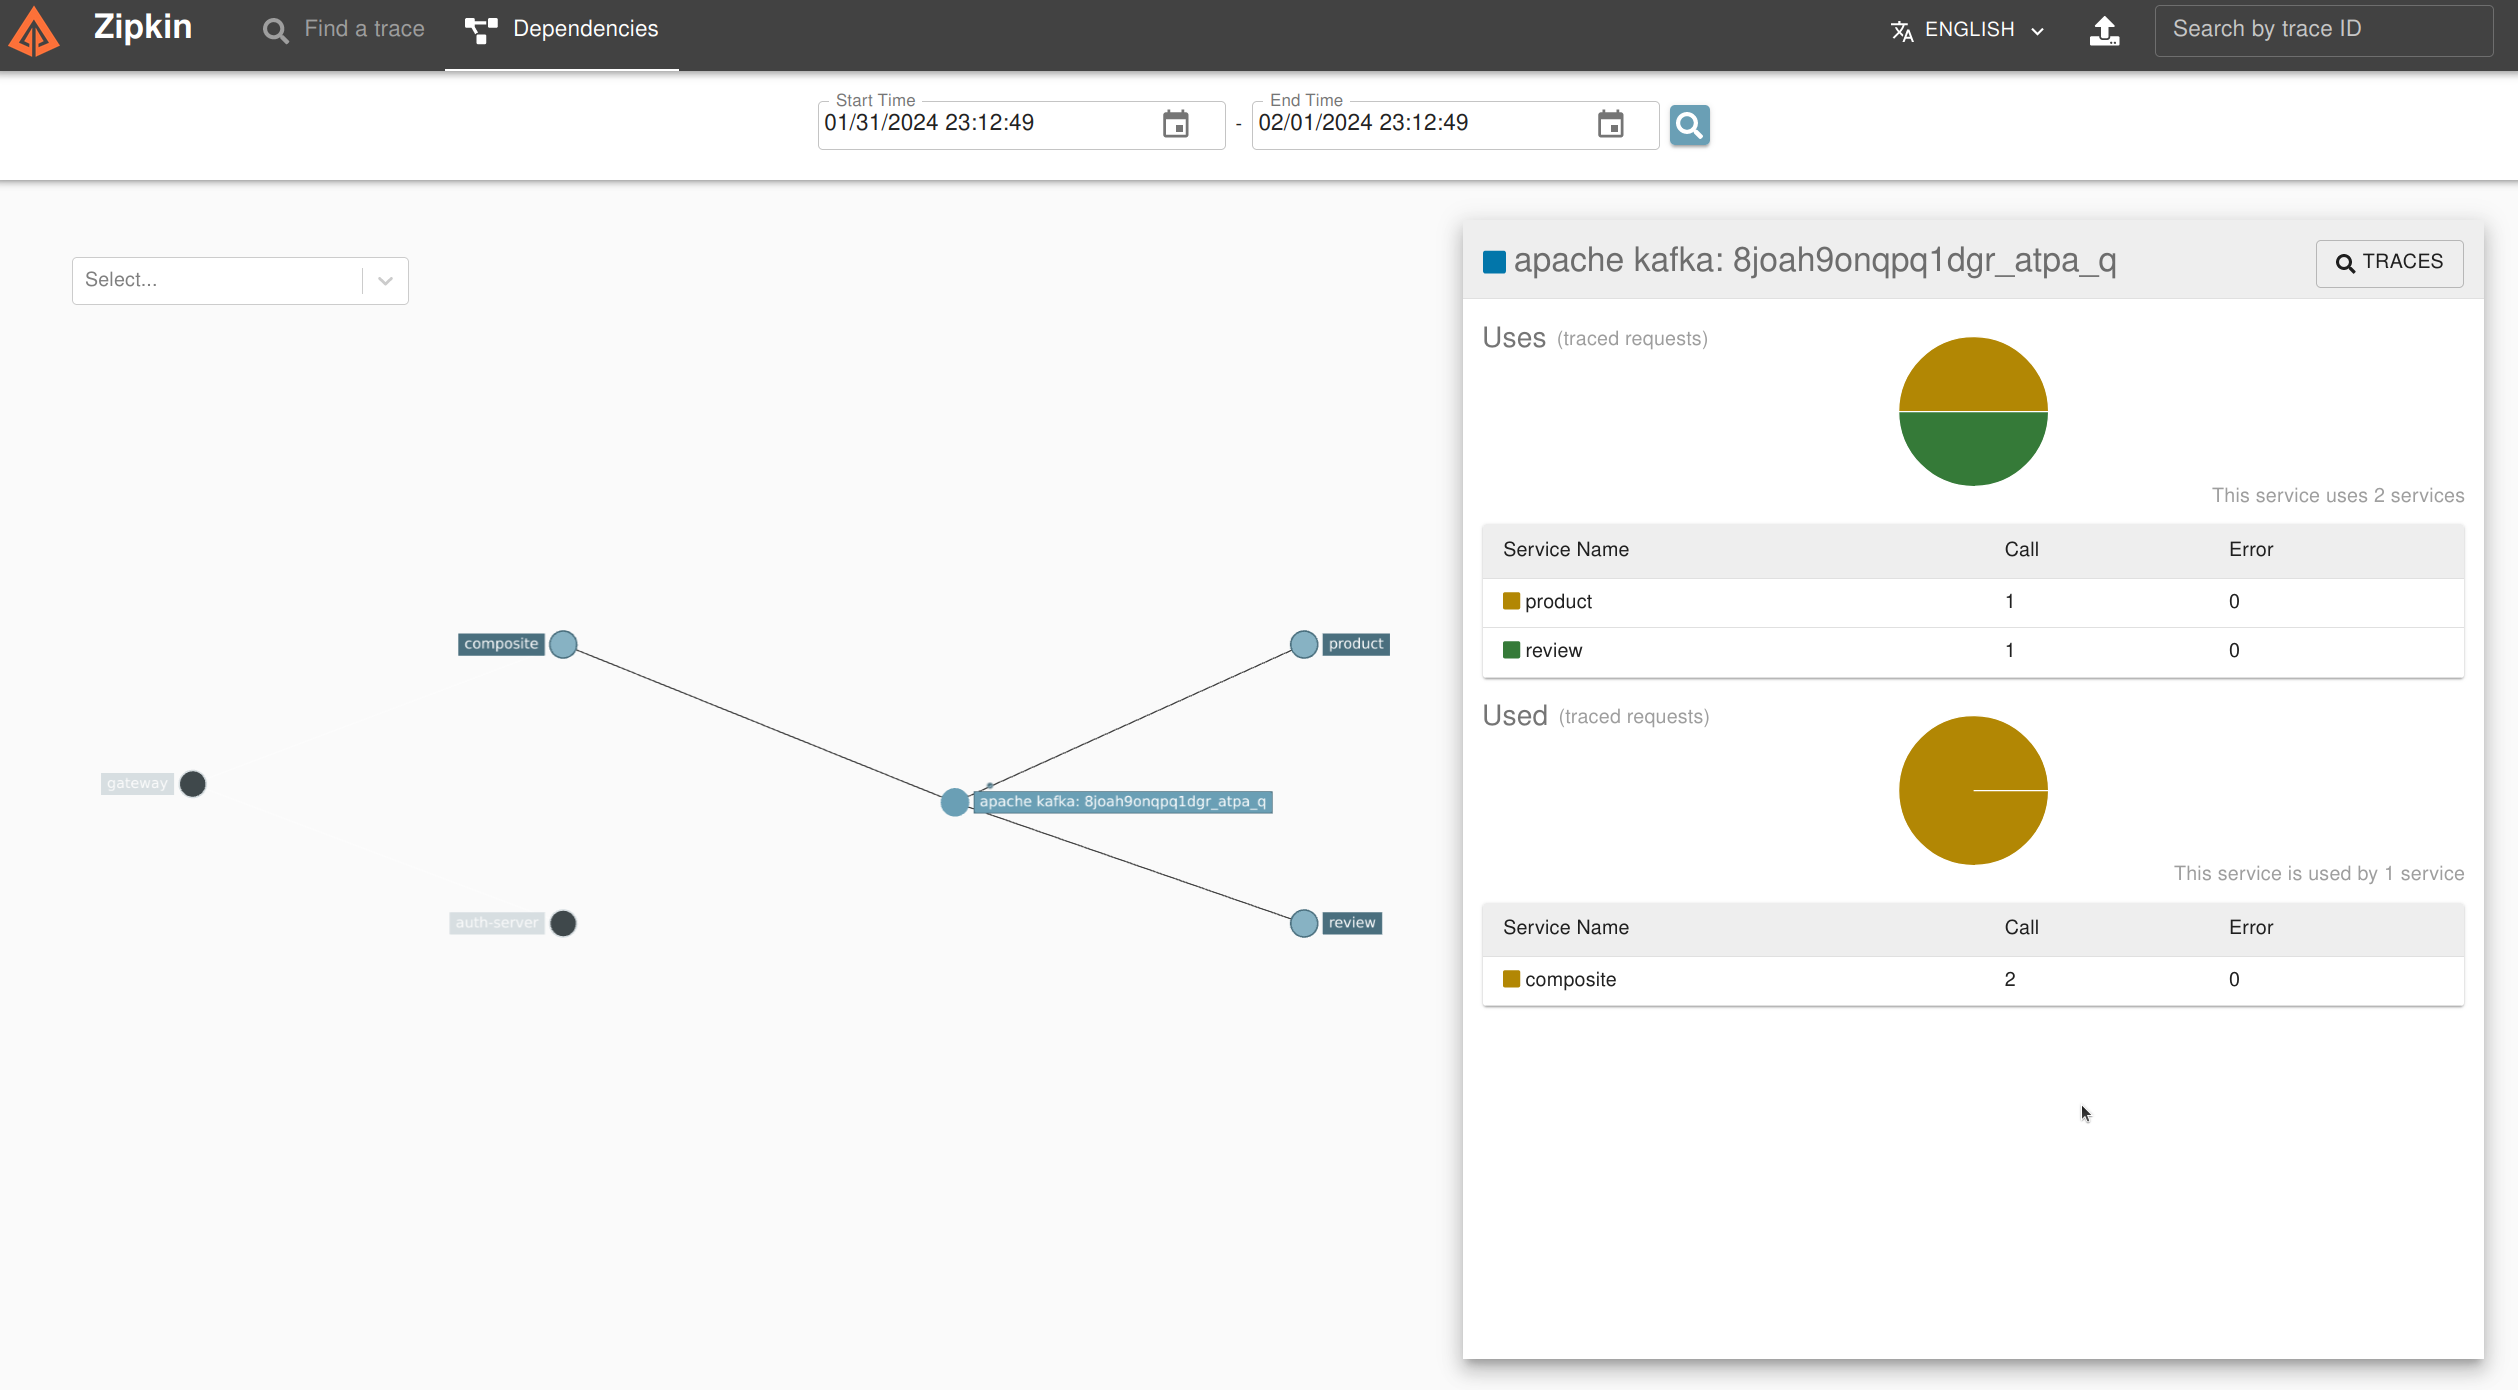 Zipkin
Find a trace
Dependencies
ENGLISH
Search by trace ID
Start Time
01/31/2024 23:12:49
-
End Time
02/01/2024 23:12:49
Select...
composite
product
gateway
apache kafka: 8joah9onqpq1dgr_atpa_q
auth-server
review
apache kafka: 8joah9onqpq1dgr_atpa_q
TRACES
Uses (traced requests)
This service uses 2 services
Service Name Call Error
product 1 0
review 1 0
Used (traced requests)
This service is used by 1 service
Service Name Call Error
composite 2 0